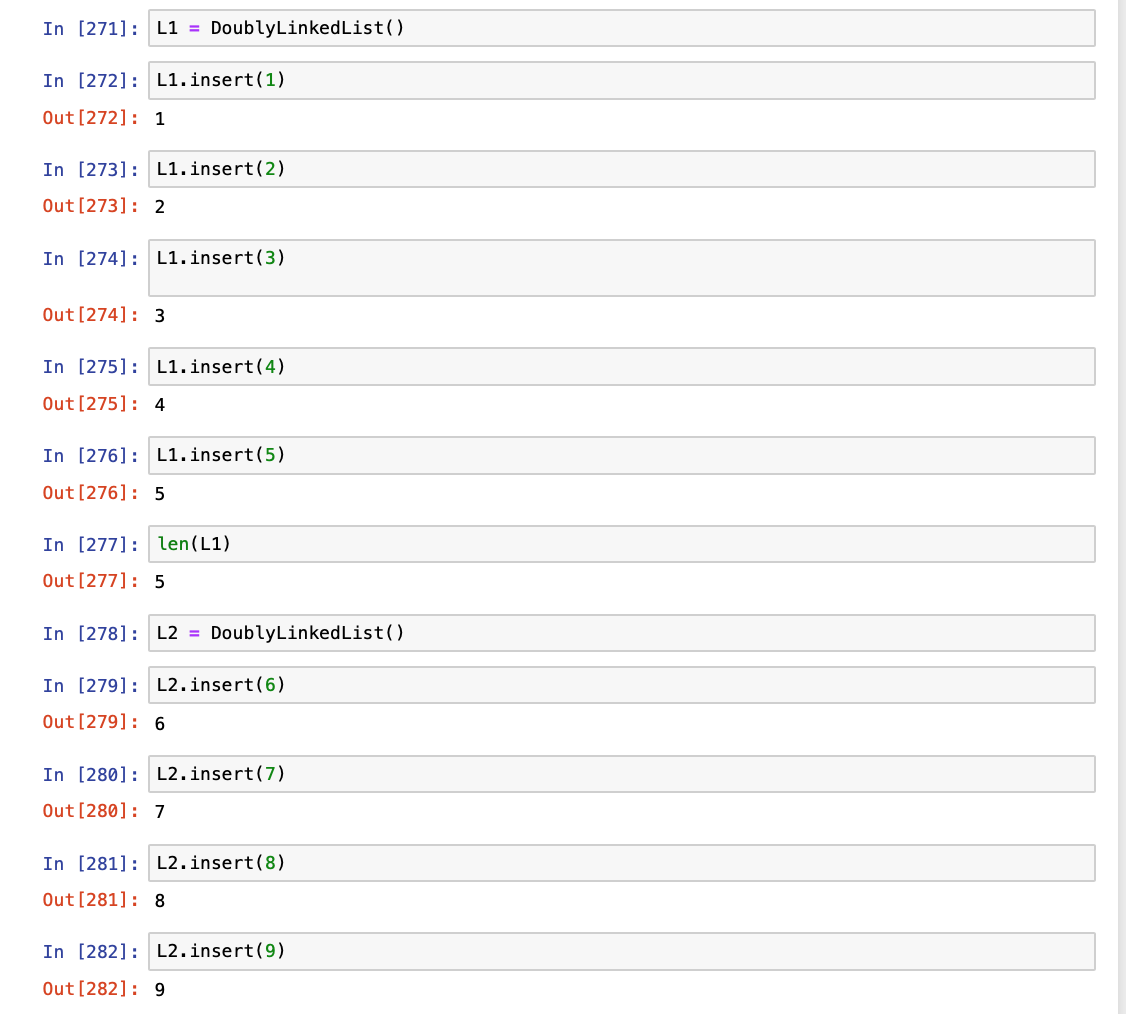 In [271]: L1 = DoublyLinkedList()
In [272]: L1.insert(1)
Out[272]: 1
In [273]: L1.insert(2)
Out[273]: 2
In [274]: L1.insert(3)
Out[274]: 3
In [275]: L1.insert(4)
Out[275]: 4
In [276]: L1.insert(5)
Out[276]: 5
In [277]: len(L1)
Out[277]: 5
In [278]: L2 = DoublyLinkedList()
In [279]: L2.insert(6)
Out[279]: 6
In [280]: L2.insert(7)
Out[280]: 7
In [281]: L2.insert(8)
Out[281]: 8
In [282]: L2.insert(9)
Out[282]: 9